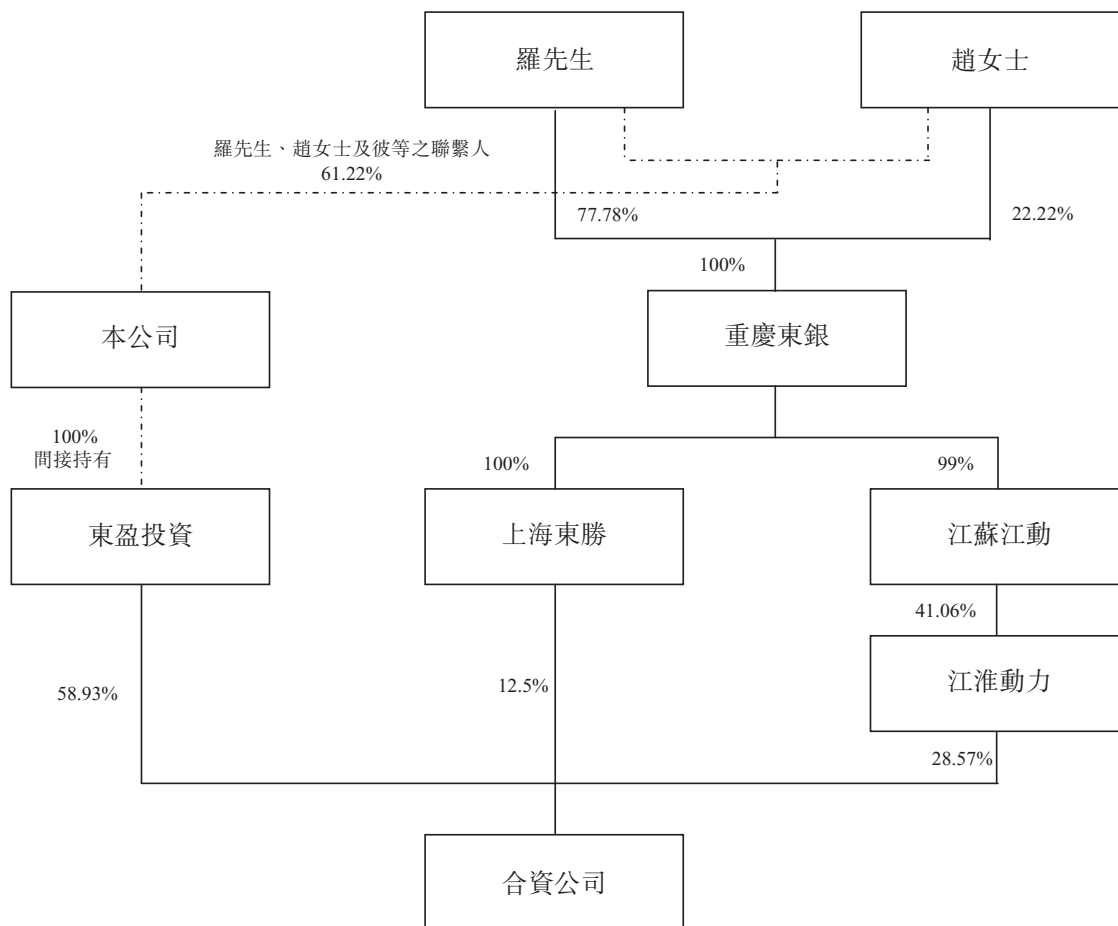 羅先生
趙女士
羅先生、趙女士及彼等之聯繫人
61.22%
77.78%
22.22%
100%
本公司
重慶東銀
100%
間接持有
100%
99%
東盈投資
上海東勝
江蘇江動
41.06%
江淮動力
58.93%
12.5%
28.57%
合資公司